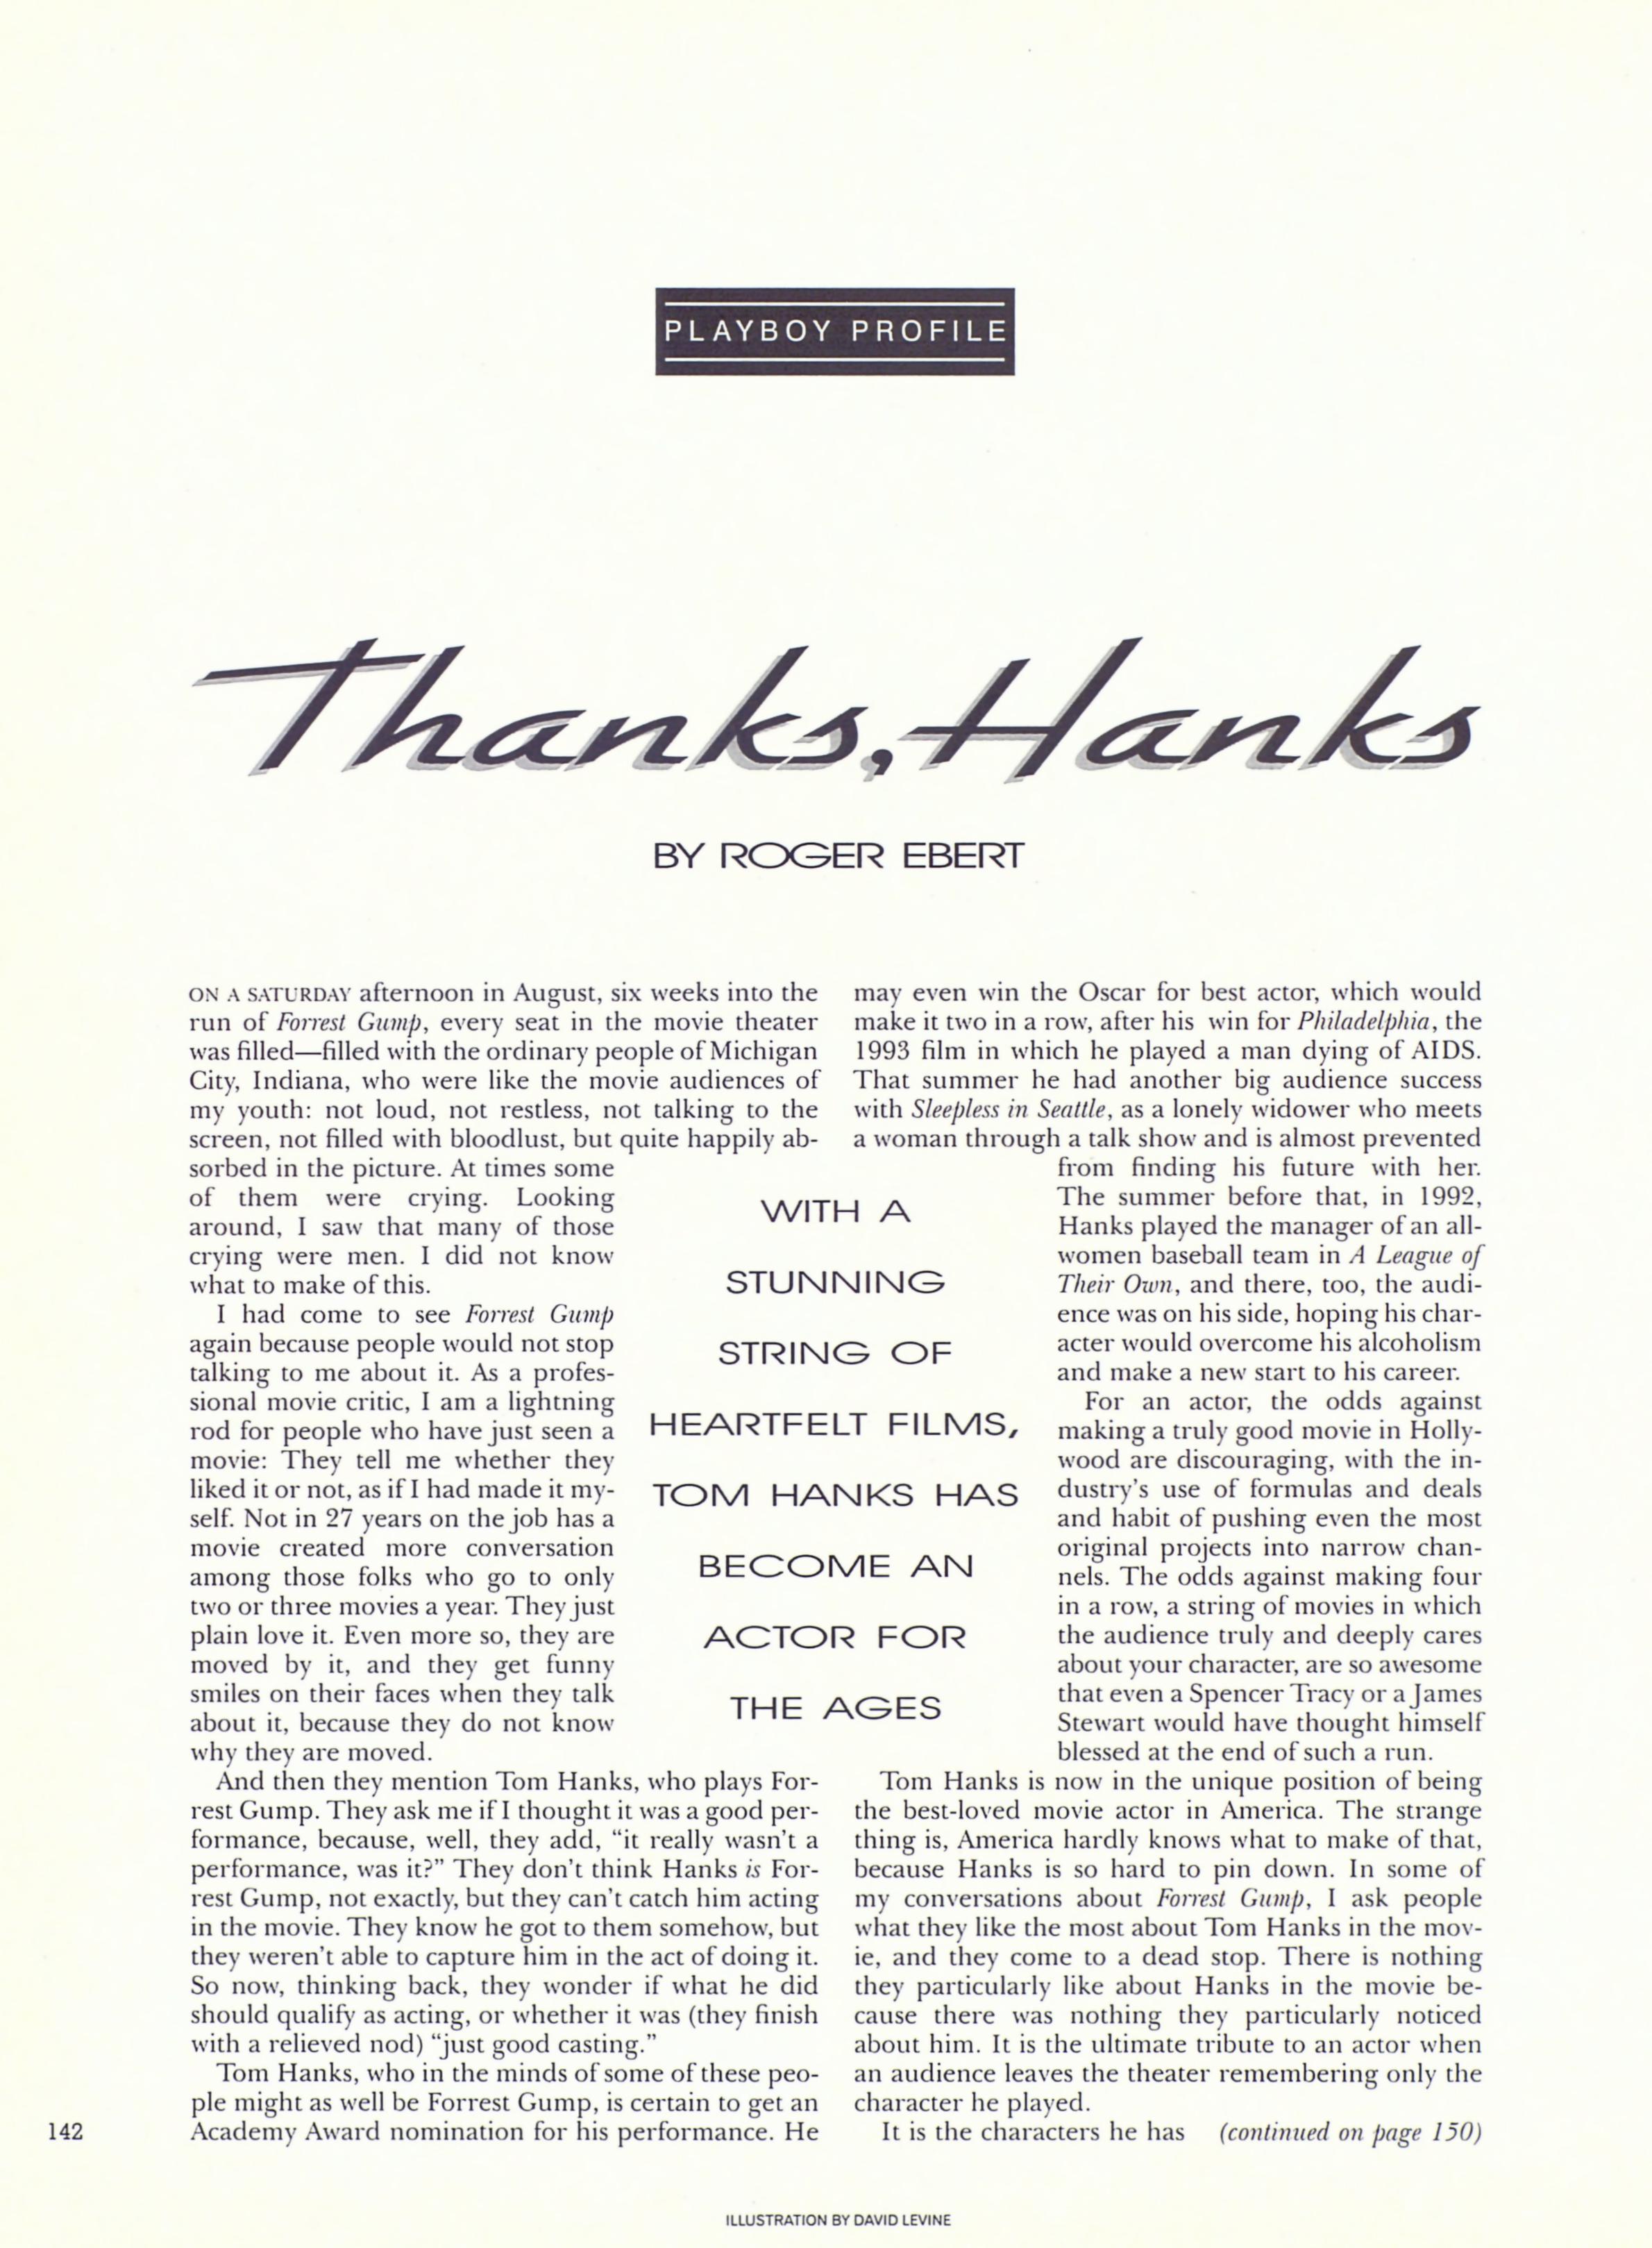 PLAYBOY PROFILE
Thanks, Hanks
BY ROGER EBERT
ON A SATURDAY afternoon in August, six weeks into the
run of Forrest Gump, every seat in the movie theater
was filled—filled with the ordinary people of Michigan
City, Indiana, who were like the movie audiences of
my youth: not loud, not restless, not talking to the
screen, not filled with bloodlust, but quite happily ab-
sorbed in the picture. At times some
of them were crying. Looking
around, I saw that many of those
crying were men. I did not know
what to make of this.
I had come to see Forrest Gump
again because people would not stop
talking to me about it. As a profes-
sional movie critic, I am a lightning
rod for people who have just seen a
movie: They tell me whether they
liked it or not, as if I had made it my-
self. Not in 27 years on the job has a
movie created more conversation
among those folks who go to only
two or three movies a year. They just
plain love it. Even more so, they are
moved by it, and they get funny
smiles on their faces when they talk
about it, because they do not know
why they are moved.
And then they mention Tom Hanks, who plays For-
rest Gump. They ask me if I thought it was a good per-
formance, because, well, they add, “it really wasn't a
performance, was it?” They don't think Hanks is For-
rest Gump, not exactly, but they can't catch him acting
in the movie. They know he got to them somehow, but
they weren't able to capture him in the act of doing it.
So now, thinking back, they wonder if what he did
should qualify as acting, or whether it was (they finish
with a relieved nod) “just good casting.”
Tom Hanks, who in the minds of some of these peo-
ple might as well be Forrest Gump, is certain to get an
Academy Award nomination for his performance. He
WITH A
STUNNING
STRING OF
HEARTFELT FILMS,
TOM HANKS HAS
BECOME AN
ACTOR FOR
THE AGES
may even win the Oscar for best actor, which would
make it two in a row, after his win for Philadelphia, the
1993 film in which he played a man dying of AIDS.
That summer he had another big audience success
with Sleepless in Seattle, as a lonely widower who meets
a woman through a talk show and is almost prevented
from finding his future with her.
The summer before that, in 1992,
Hanks played the manager of an all-
women baseball team in A League of
Their Own, and there, too, the audi-
ence was on his side, hoping his char-
acter would overcome his alcoholism
and make a new start to his career.
For an actor, the odds against
making a truly good movie in Holly-
wood are discouraging, with the in-
dustry's use of formulas and deals
and habit of pushing even the most
original projects into narrow chan-
nels. The odds against making four
in a row, a string of movies in which
the audience truly and deeply cares
about your character, are so awesome
that even a Spencer Tracy or a James
Stewart would have thought himself
blessed at the end of such a run.
Tom Hanks is now in the unique position of being
the best-loved movie actor in America. The strange
thing is, America hardly knows what to make of that,
because Hanks is so hard to pin down. In some of
my conversations about Forrest Gump, I ask people
what they like the most about Tom Hanks in the mov-
ie, and they come to a dead stop. There is nothing
they particularly like about Hanks in the movie be-
cause there was nothing they particularly noticed
about him. It is the ultimate tribute to an actor when
an audience leaves the theater remembering only the
character he played.
It is the characters he has (continued on page 150)
142
ILLUSTRATION BY DAVID LEVINE